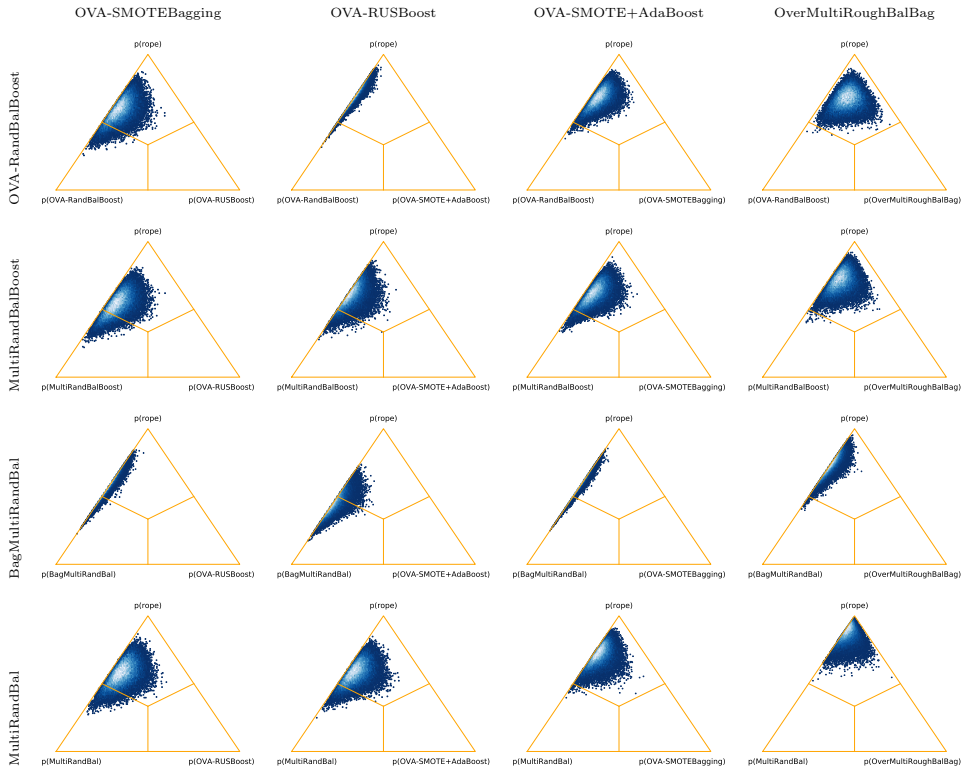 OVA-SMOTEBagging OVA-RUSBoost OVA-SMOTE+AdaBoost OverMultiRoughBalBag
OVA-RandBalBoost
p(rope) p(rope) p(rope) p(rope)
p(OVA-RandBalBoost) p(OVA-RUSBoost) p(OVA-RandBalBoost) p(OVA-SMOTE+AdaBoost) p(OVA-RandBalBoost) p(OVA-SMOTEBagging) p(OVA-RandBalBoost) p(OverMultiRoughBalBag)
MultiRandBalBoost
p(rope) p(rope) p(rope) p(rope)
p(MultiRandBalBoost) p(OVA-RUSBoost) p(MultiRandBalBoost) p(OVA-SMOTE+AdaBoost) p(MultiRandBalBoost) p(OVA-SMOTEBagging) p(MultiRandBalBoost) p(OverMultiRoughBalBag)
BagMultiRandBal
p(rope) p(rope) p(rope) p(rope)
p(BagMultiRandBal) p(OVA-RUSBoost) p(BagMultiRandBal) p(OVA-SMOTE+AdaBoost) p(BagMultiRandBal) p(OVA-SMOTEBagging) p(BagMultiRandBal) p(OverMultiRoughBalBag)
MultiRandBal
p(rope) p(rope) p(rope) p(rope)
p(MultiRandBal) p(OVA-RUSBoost) p(MultiRandBal) p(OVA-SMOTE+AdaBoost) p(MultiRandBal) p(OVA-SMOTEBagging) p(MultiRandBal) p(OverMultiRoughBalBag)